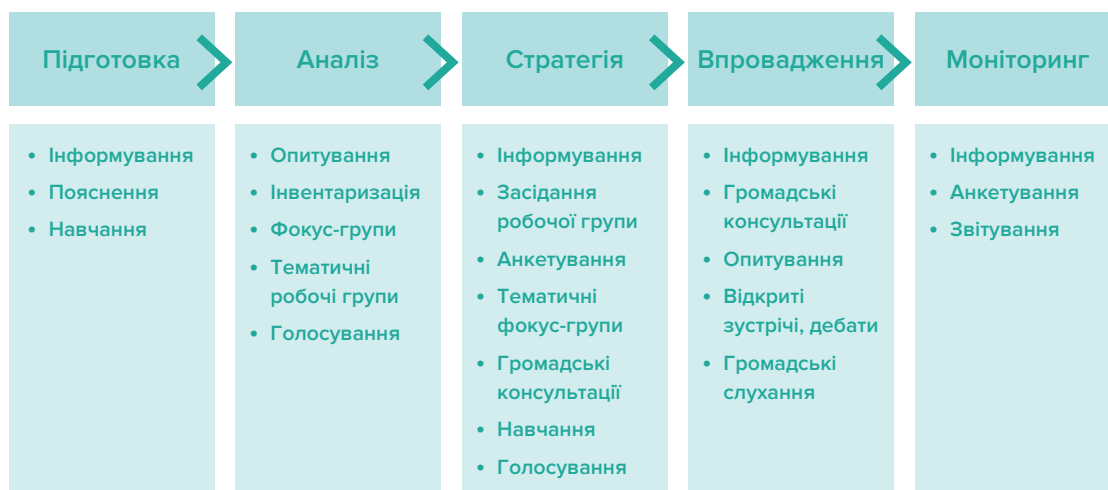 Підготовка
Аналіз
Стратегія
Впровадження
Моніторинг
• Інформування
• Пояснення
• Навчання
• Опитування
• Інвентаризація
• Фокус-групи
• Тематичні
робочі групи
• Голосування
• Інформування
• Засідання
робочої групи
• Анкетування
• Тематичні
фокус-групи
• Громадські
консультації
• Навчання
• Голосування
• Інформування
• Громадські
консультації
• Опитування
• Відкриті
зустрічі, дебати
• Громадські
слухання
• Інформування
• Анкетування
• Звітування